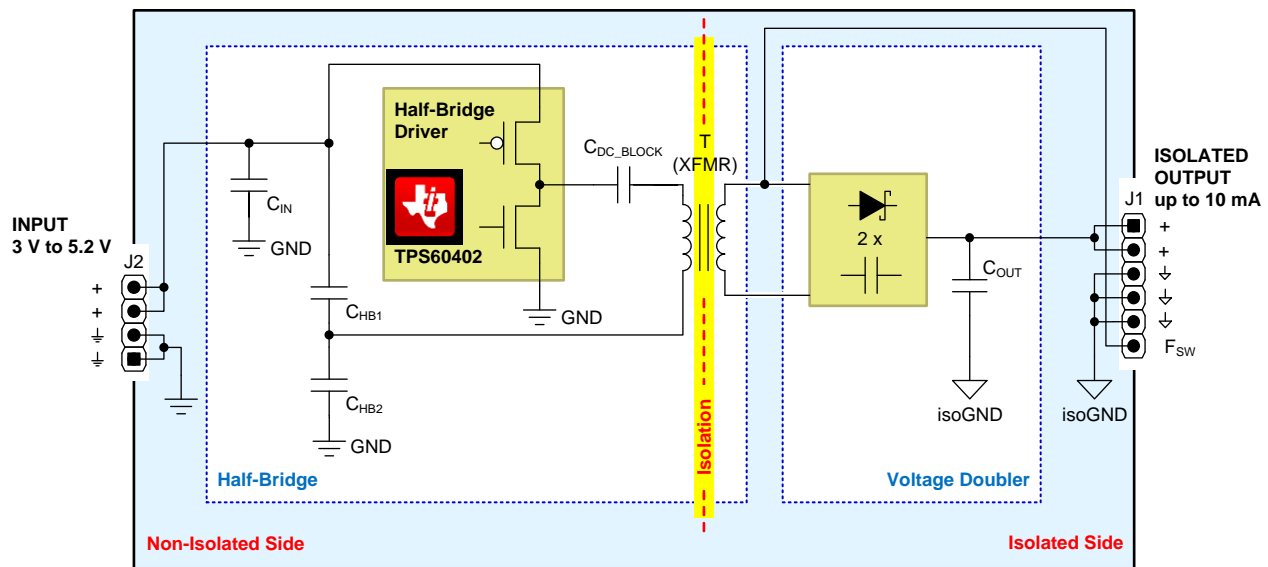 INPUT
3 V to 5.2 V
J2
+
+
C_IN
GND
Half-Bridge
Driver
TPS60402
GND
C_DC_BLOCK
T
(XFMR)
C_HB1
C_HB2
GND
Half-Bridge
Isolation
2 x
C_OUT
isoGND
isoGND
Voltage Doubler
ISOLATED
OUTPUT
up to 10 mA
J1
+
+
F_SW
Non-Isolated Side
Isolated Side